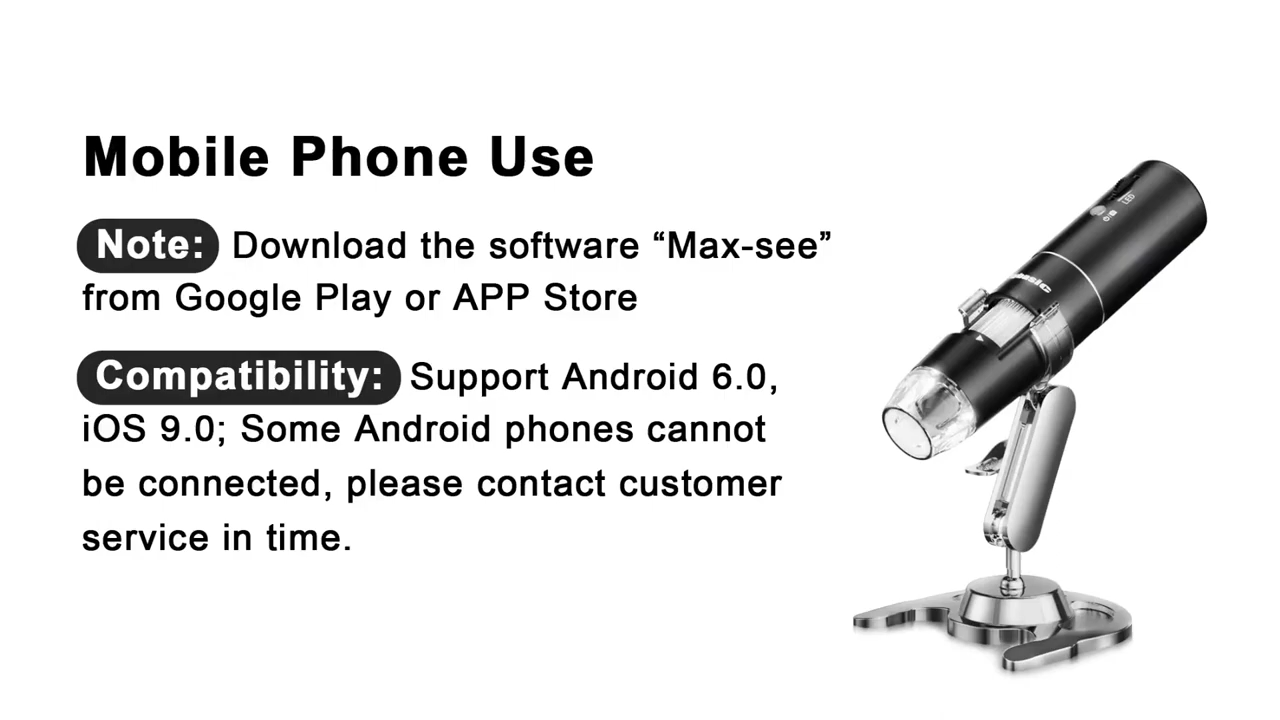 Mobile Phone Use
Note: Download the software “Max-see”
from Google Play or APP Store
Compatibility: Support Android 6.0,
iOS 9.0; Some Android phones cannot
be connected, please contact customer
service in time.
LED